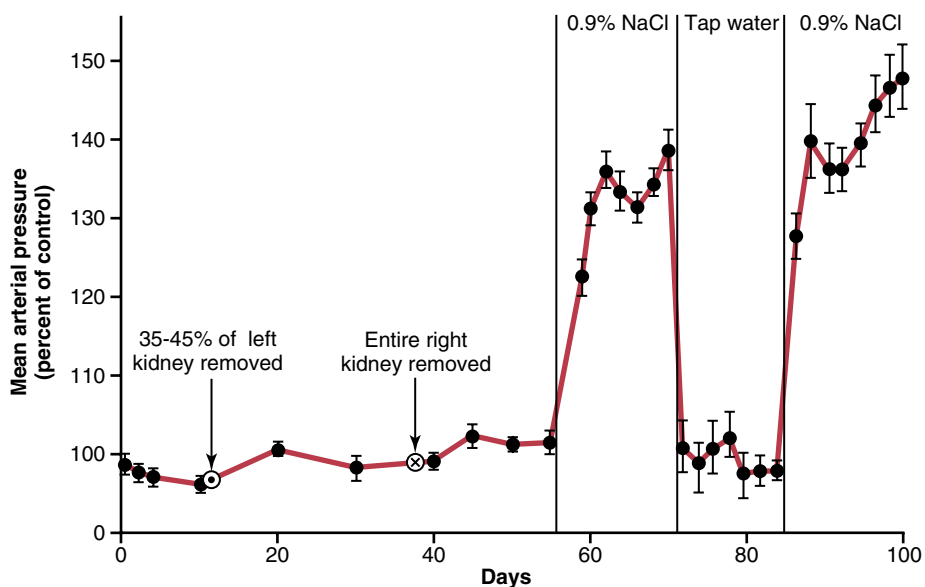 0.9% NaCl Tap water 0.9% NaCl
150
140
130
120
110
100
0
Mean arterial pressure
(percent of control)
35-45% of left
kidney removed
Entire right
kidney removed
0 20 40 60 80 100
Days